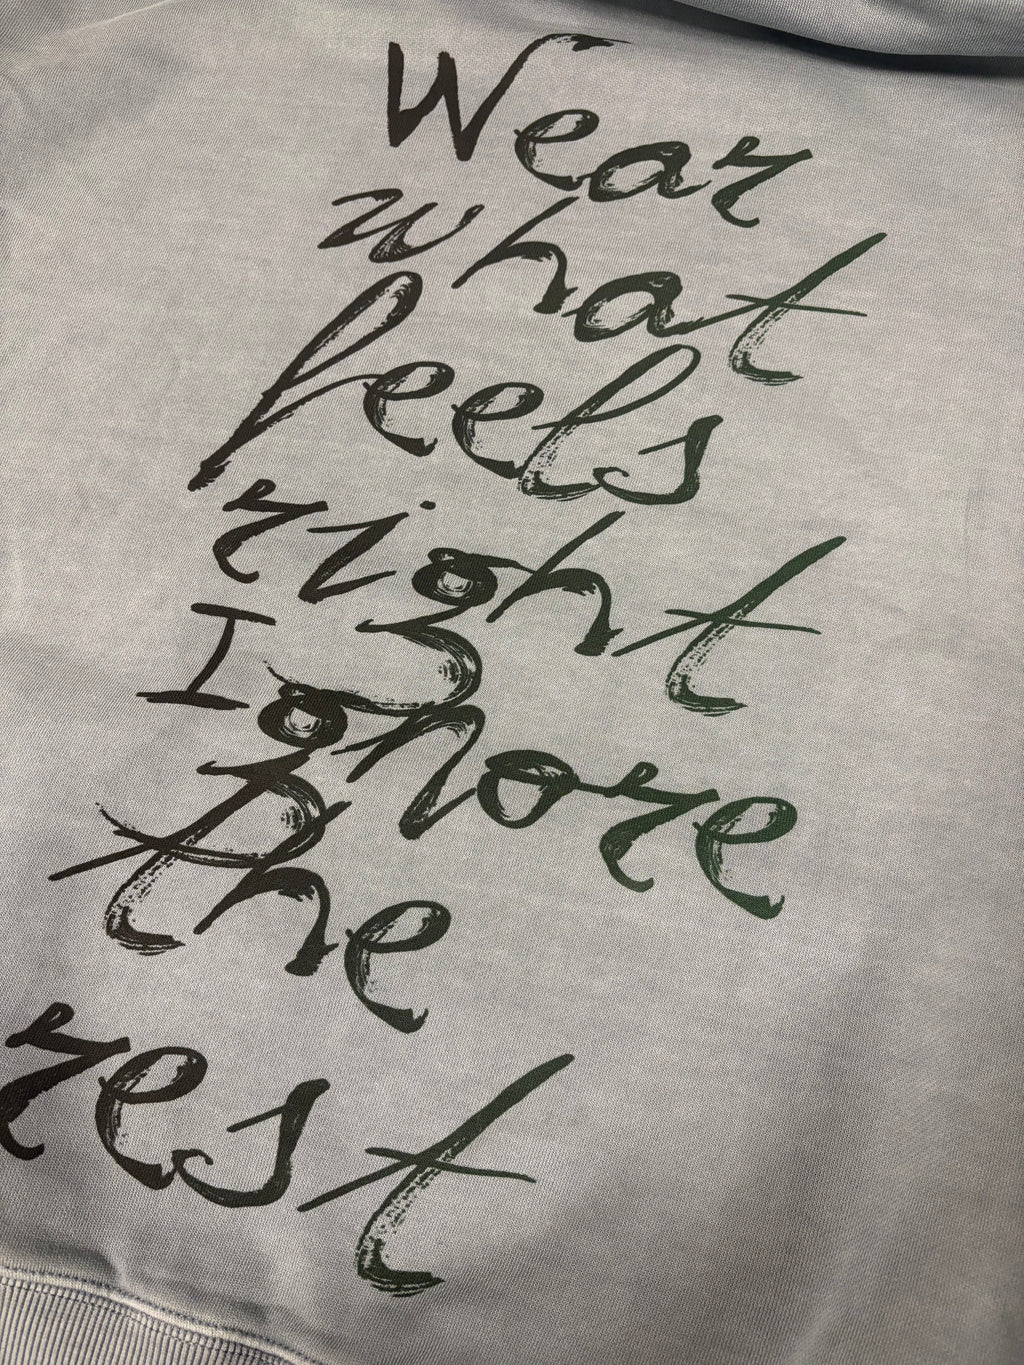 Wear
what
feels
right
Ignore
the
rest